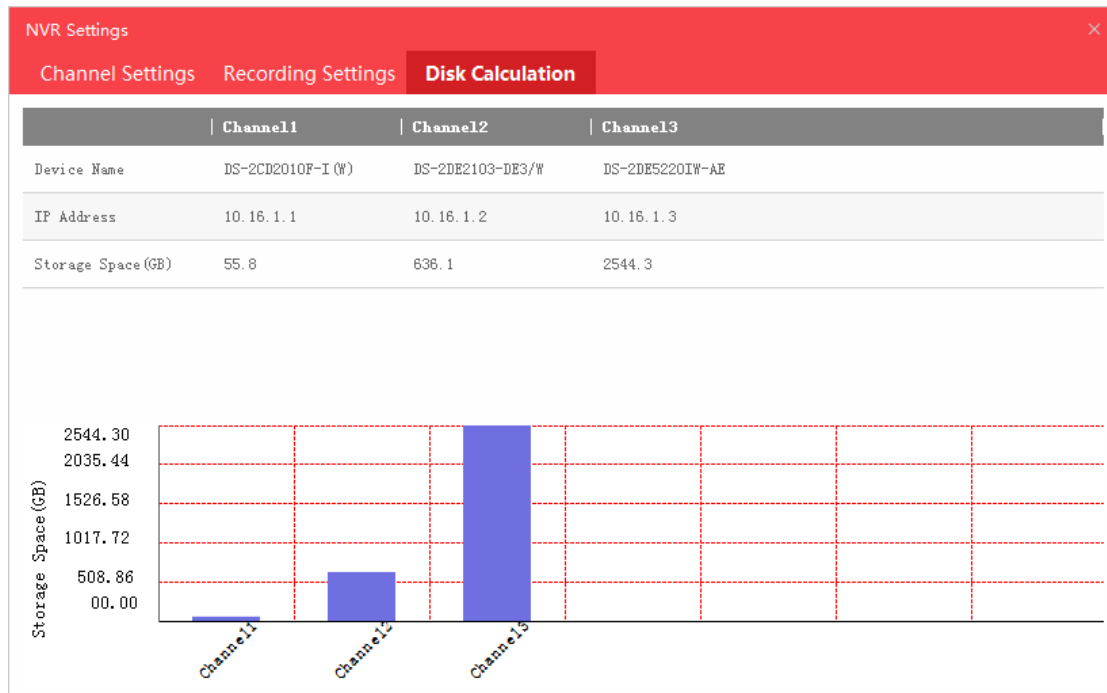 NVR Settings ×
Channel Settings Recording Settings Disk Calculation
Channel1 Channel2 Channel3
Device Name DS-2CD2010F-I(W) DS-2DE2103-DE3/W DS-2DE5220IW-AE
IP Address 10.16.1.1 10.16.1.2 10.16.1.3
Storage Space(GB) 55.8 636.1 2544.3
Storage Space(GB)
2544.30
2035.44
1526.58
1017.72
508.86
00.00
Channel1 Channel2 Channel3